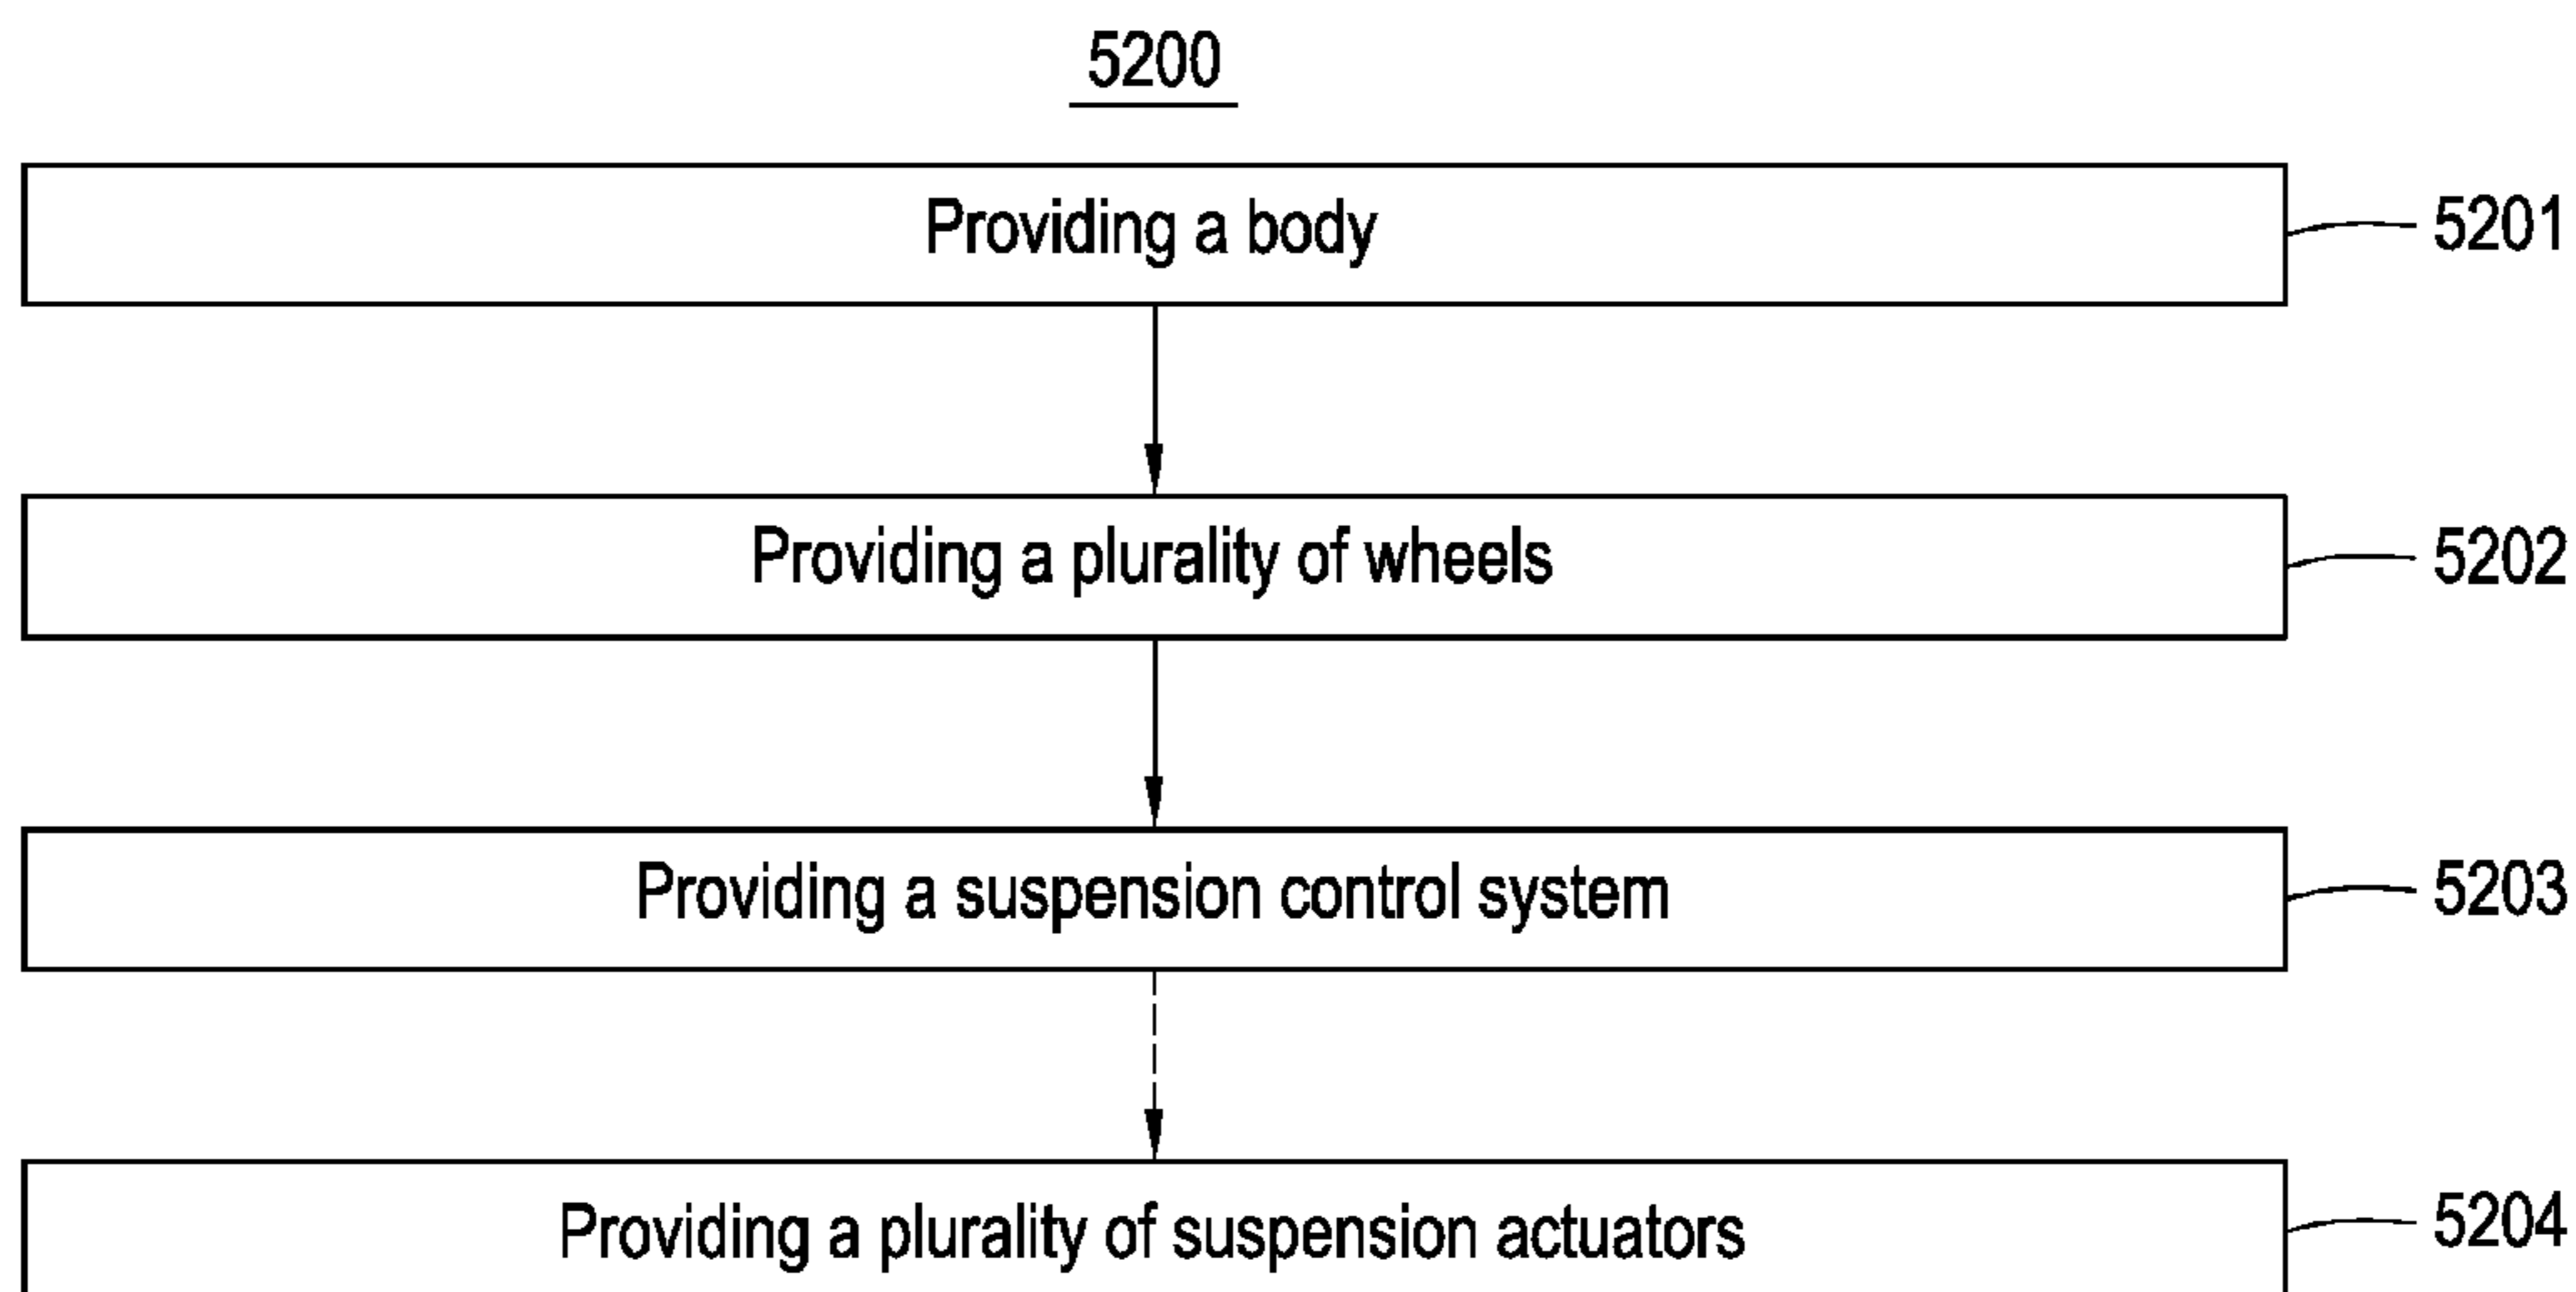 5200
Providing a body
5201
Providing a plurality of wheels
5202
Providing a suspension control system
5203
Providing a plurality of suspension actuators
5204